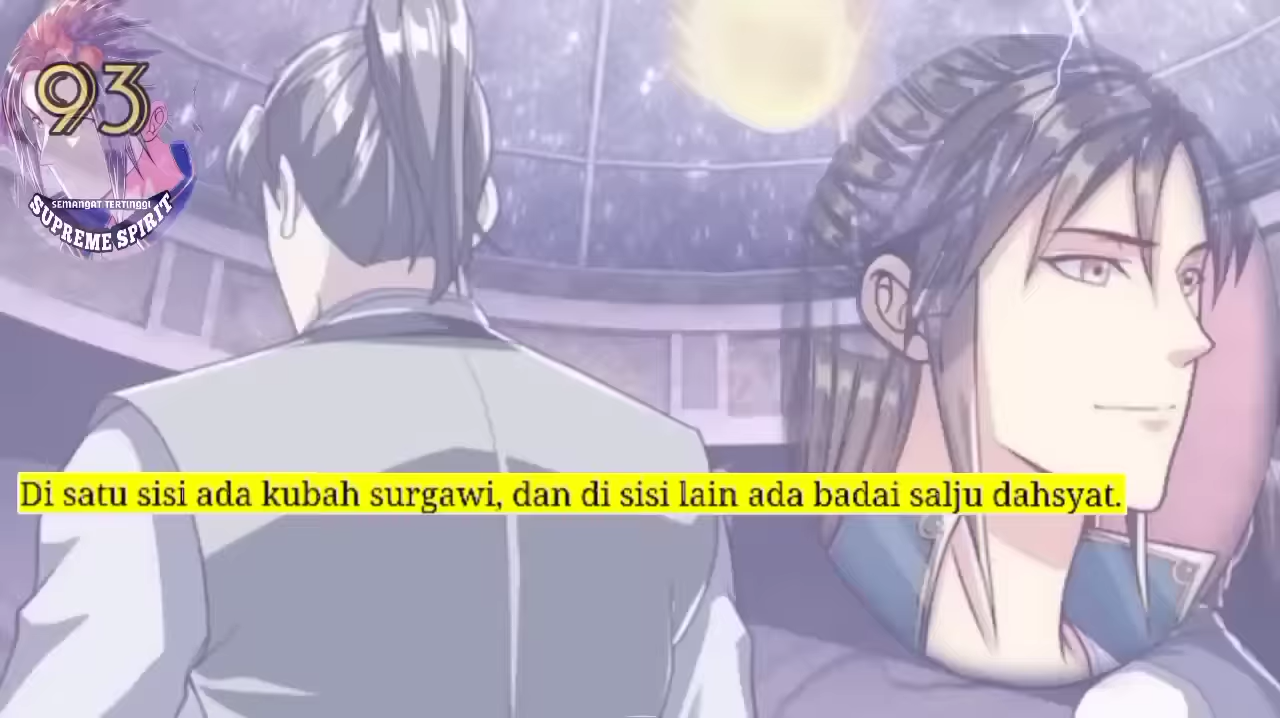 93
SEMANGAT TERTINGGI
SUPREME SPIRIT
Di satu sisi ada kubah surgawi, dan di sisi lain ada badai salju dahsyat.